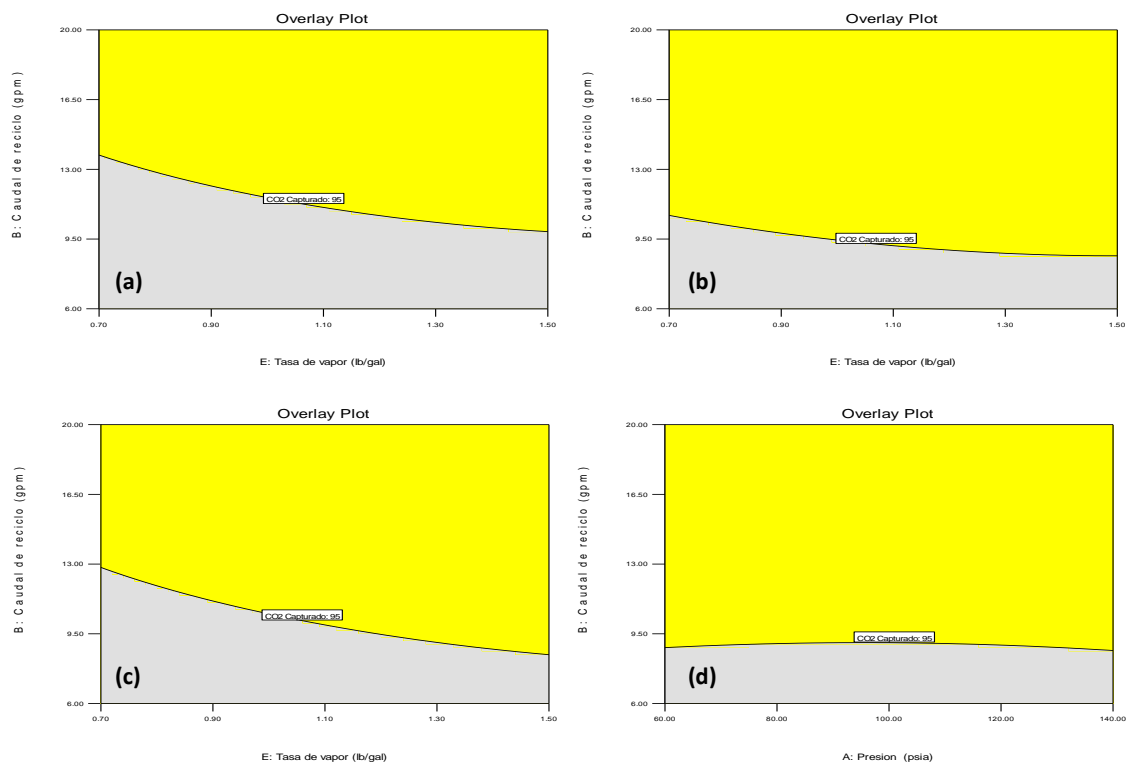 Overlay Plot
B: Caudal de reciclo (gpm)
20.00
16.50
13.00
9.50
6.00
CO2 Capturado: 95
(a)
0.70 0.90 1.10 1.30 1.50
E: Tasa de vapor (lb/gal)
Overlay Plot
B: Caudal de reciclo (gpm)
20.00
16.50
13.00
9.50
6.00
CO2 Capturado: 95
(b)
0.70 0.90 1.10 1.30 1.50
E: Tasa de vapor (lb/gal)
Overlay Plot
B: Caudal de reciclo (gpm)
20.00
16.50
13.00
9.50
6.00
CO2 Capturado: 95
(c)
0.70 0.90 1.10 1.30 1.50
E: Tasa de vapor (lb/gal)
Overlay Plot
B: Caudal de reciclo (gpm)
20.00
16.50
13.00
9.50
6.00
CO2 Capturado: 95
(d)
60.00 80.00 100.00 120.00 140.00
A: Presion (psia)